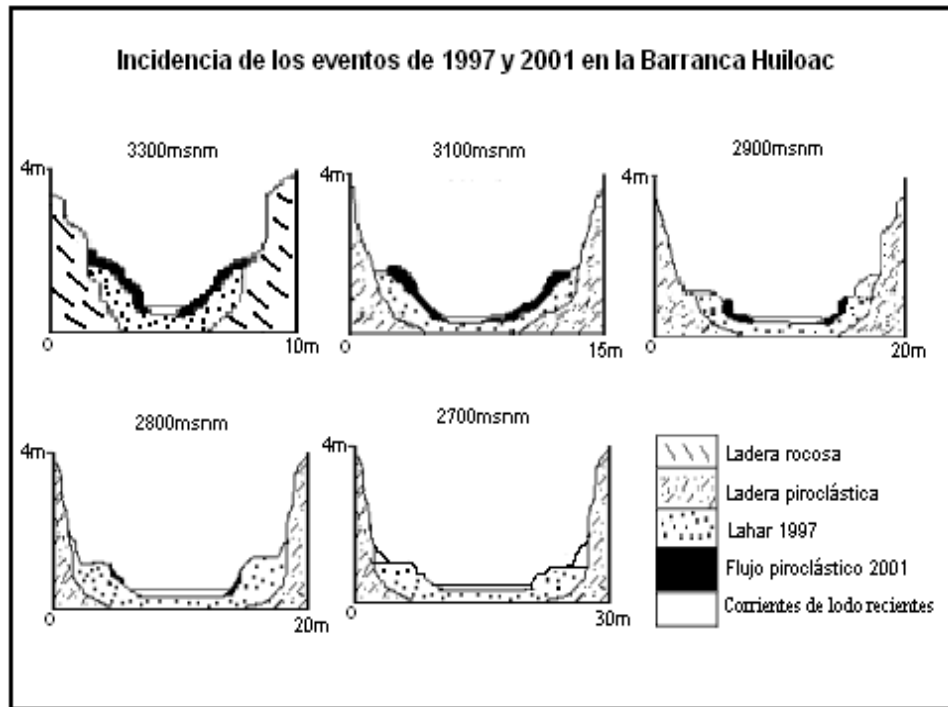 Incidencia de los eventos de 1997 y 2001 en la Barranca Huiloac
3300msnm
4m
0
10m
3100msnm
4m
0
15m
2900msnm
4m
0
20m
2800msnm
4m
0
20m
2700msnm
4m
0
30m
Ladera rocosa
Ladera piroclástica
Lahar 1997
Flujo piroclástico 2001
Corrientes de lodo recientes